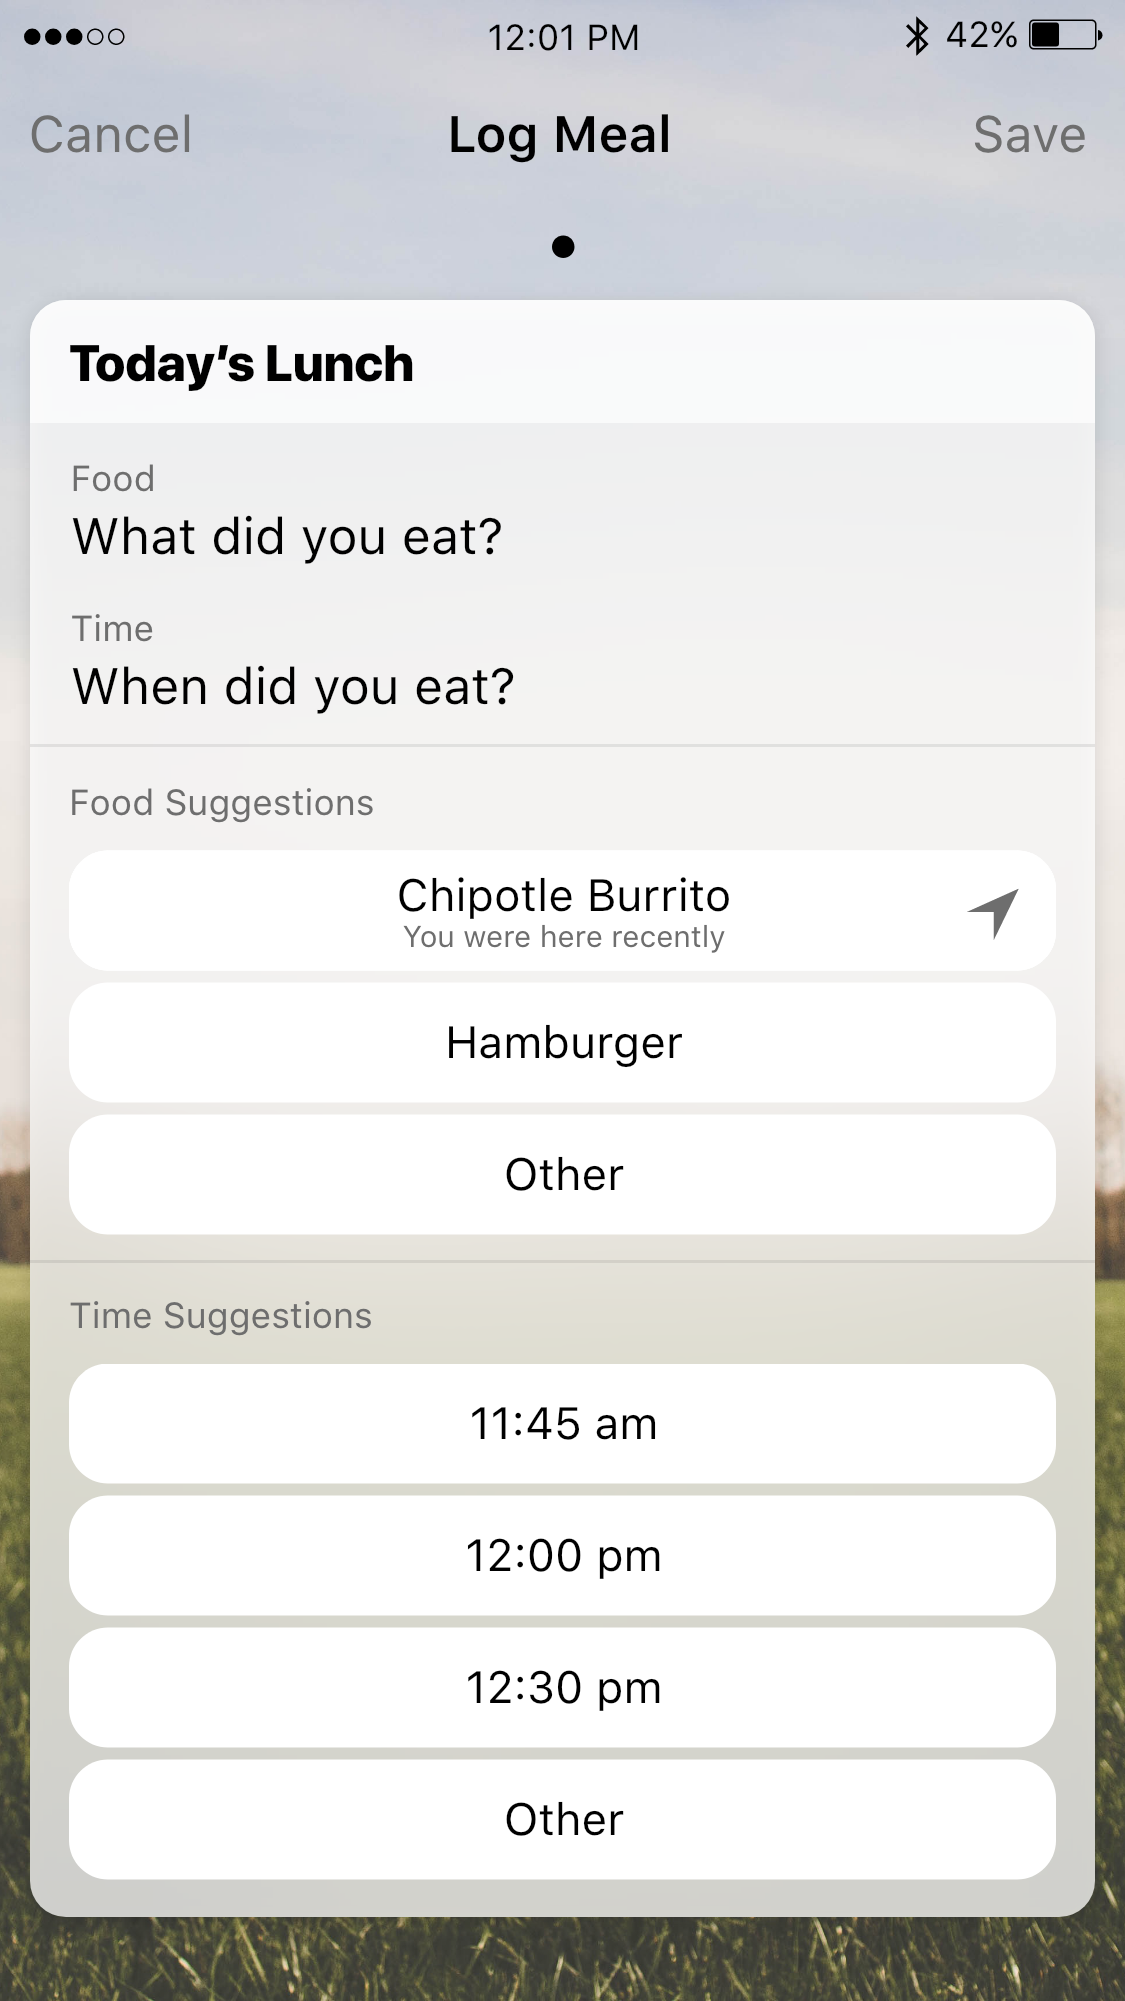 12:01 PM
42%
Cancel
Log Meal
Save
Today’s Lunch
Food
What did you eat?
Time
When did you eat?
Food Suggestions
Chipotle Burrito
You were here recently
Hamburger
Other
Time Suggestions
11:45 am
12:00 pm
12:30 pm
Other